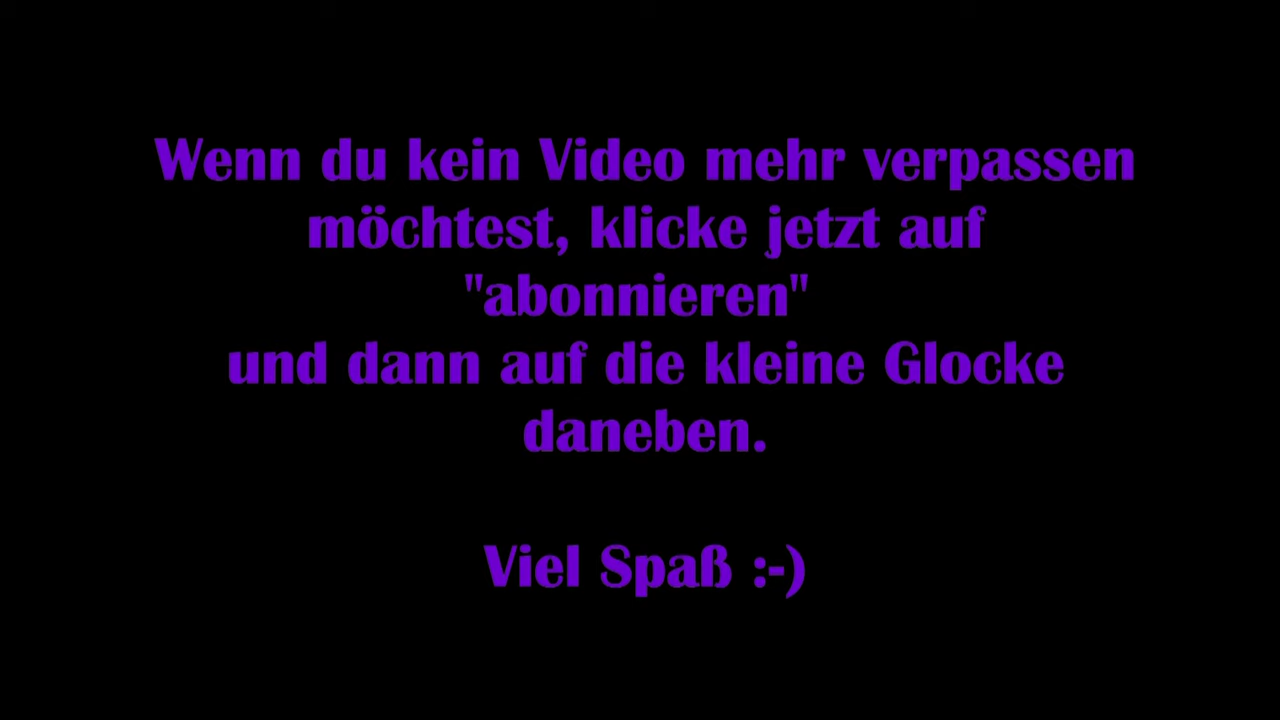 Wenn du kein Video mehr verpassen
möchtest, klicke jetzt auf
"abonnieren"
und dann auf die kleine Glocke
daneben.
Viel Spaß :-)